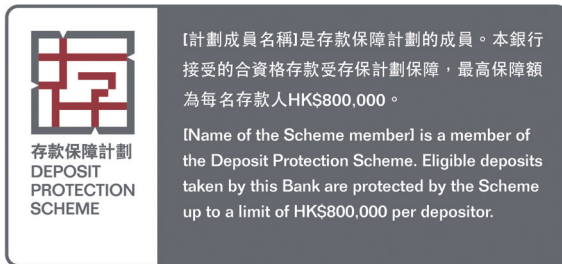 存
存款保障計劃
DEPOSIT
PROTECTION
SCHEME
[計劃成員名稱]是存款保障計劃的成員。本銀行
接受的合資格存款受存保計劃保障，最高保障額
為每名存款人HK$800,000。
[Name of the Scheme member] is a member of
the Deposit Protection Scheme. Eligible deposits
taken by this Bank are protected by the Scheme
up to a limit of HK$800,000 per depositor.